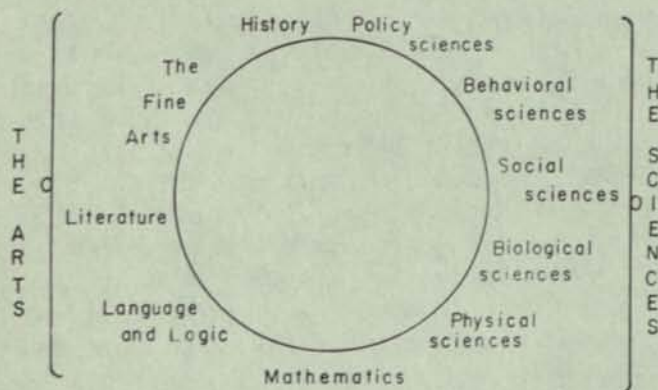 History
Policy
sciences
The
Fine
Arts
Behavioral
sciences
THE ARTS
THE SCIENCES
Social
sciences
Literature
Biological
sciences
Language
and Logic
Physical
sciences
Mathematics